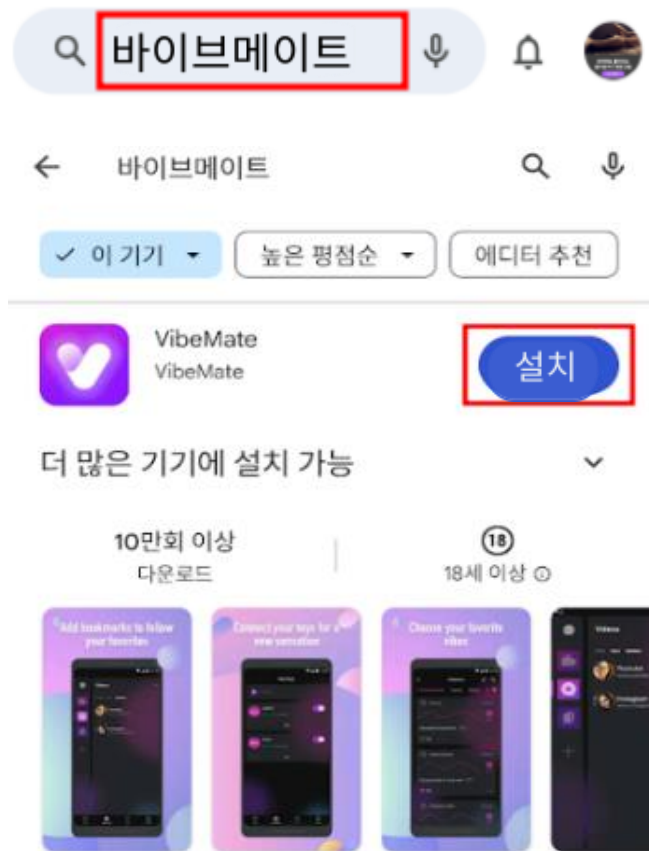 바이브메이트
바이브메이트
이 기기
높은 평점순
에디터 추천
VibeMate
VibeMate
설치
더 많은 기기에 설치 가능
10만회 이상
다운로드
18
18세 이상
Add bookmarks to follow
your favorites
Connect your toys for a
new sensation
Choose your favorite
vibes
Videos